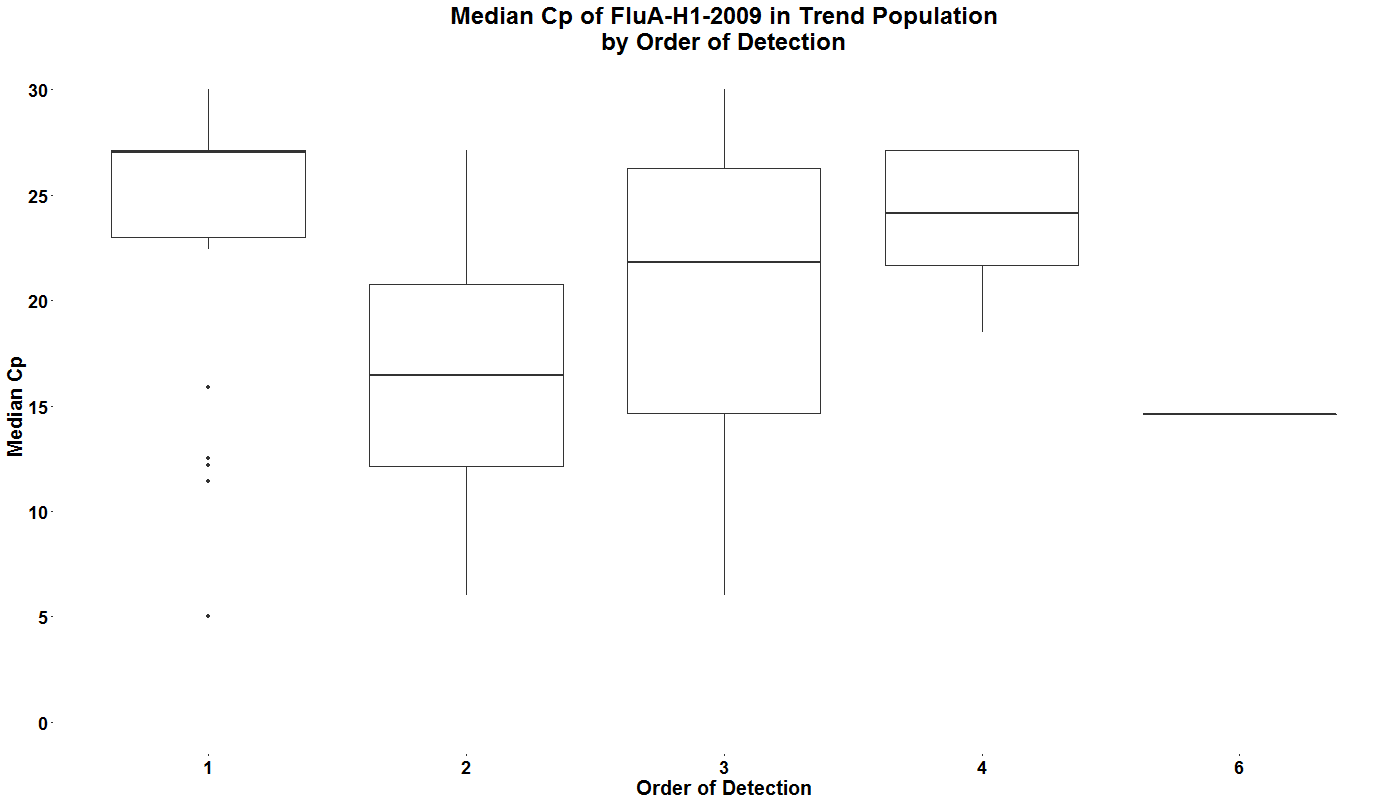 Median Cp of FluA-H1-2009 in Trend Population
by Order of Detection
30
25
20
15
10
5
0
Median Cp
1 2 3 4 6
Order of Detection